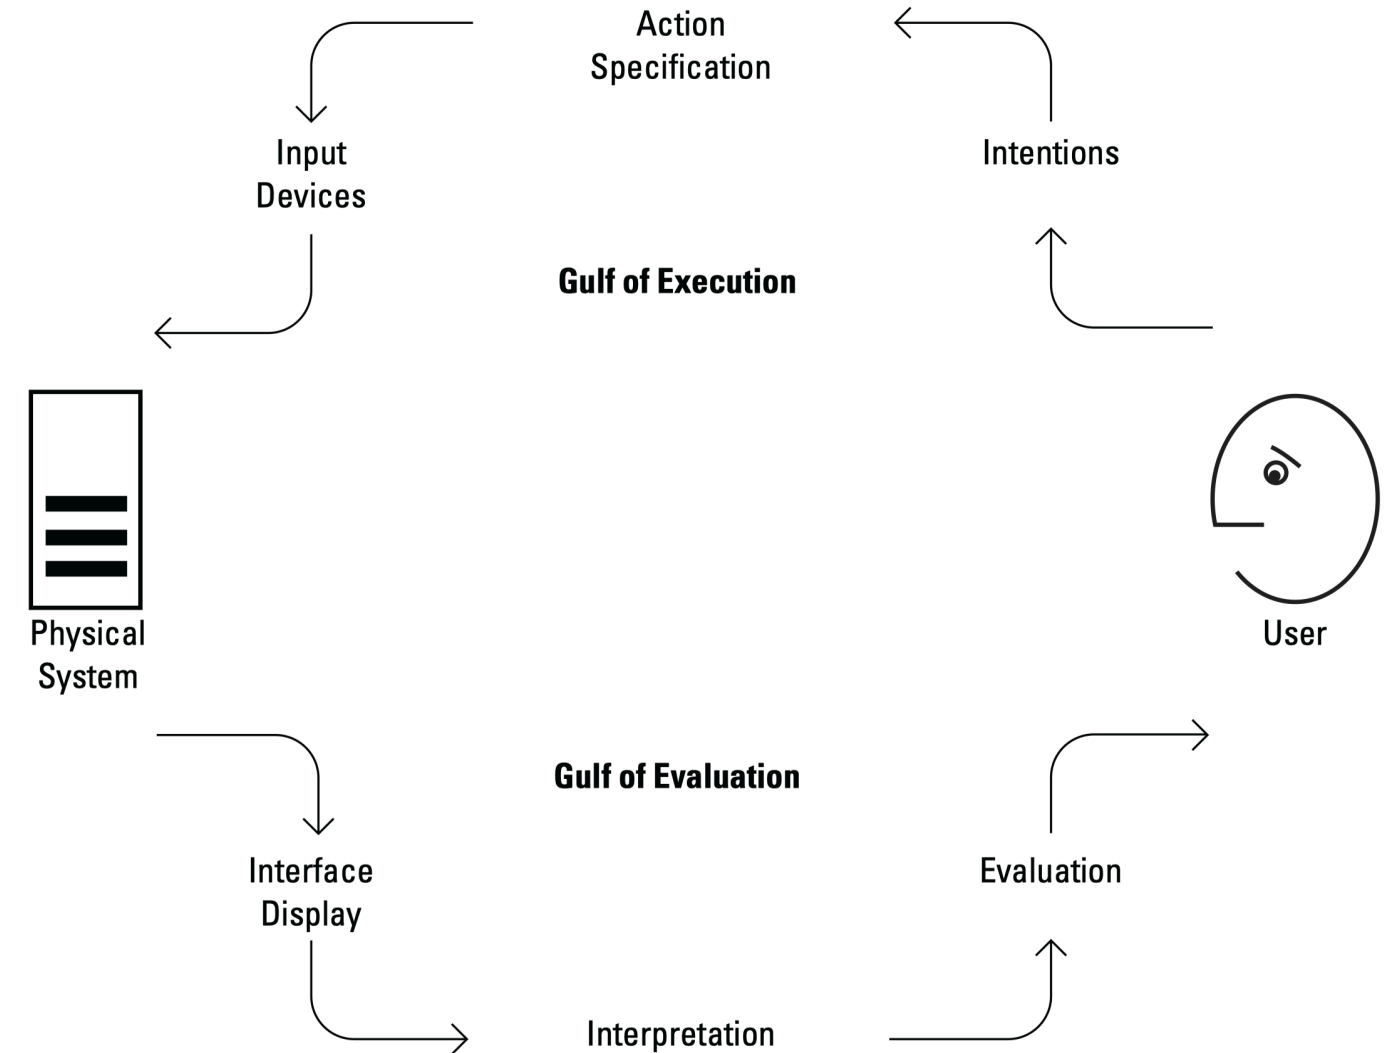 Action
Specification
Input
Devices
Intentions
Gulf of Execution
Physical
System
User
Gulf of Evaluation
Interface
Display
Evaluation
Interpretation